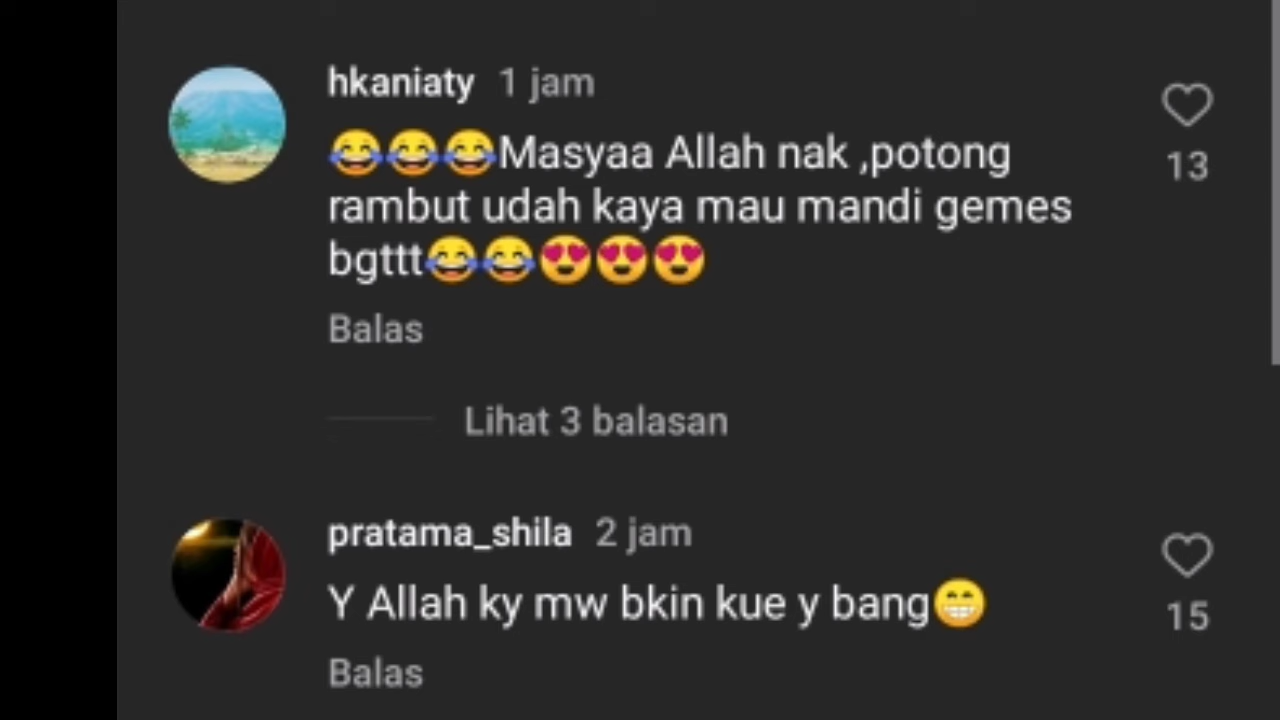 hkaniaty 1 jam
😂😂😂Masyaa Allah nak ,potong
rambut udah kaya mau mandi gemes
bgttt😂😂😍😍😍
13
Balas
Lihat 3 balasan
pratama_shila 2 jam
Y Allah ky mw bkin kue y bang😁
15
Balas